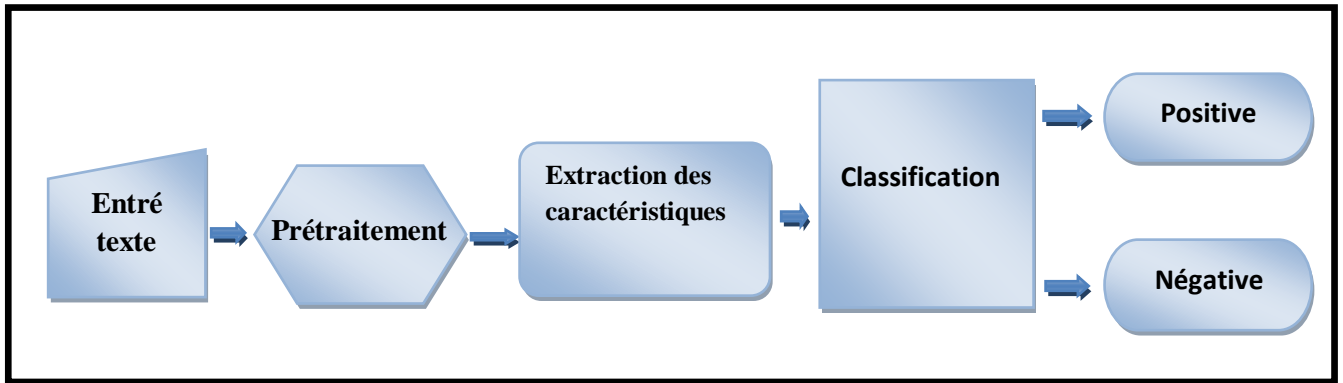 Entré
texte
Prétraitement
Extraction des
caractéristiques
Classification
Positive
Négative